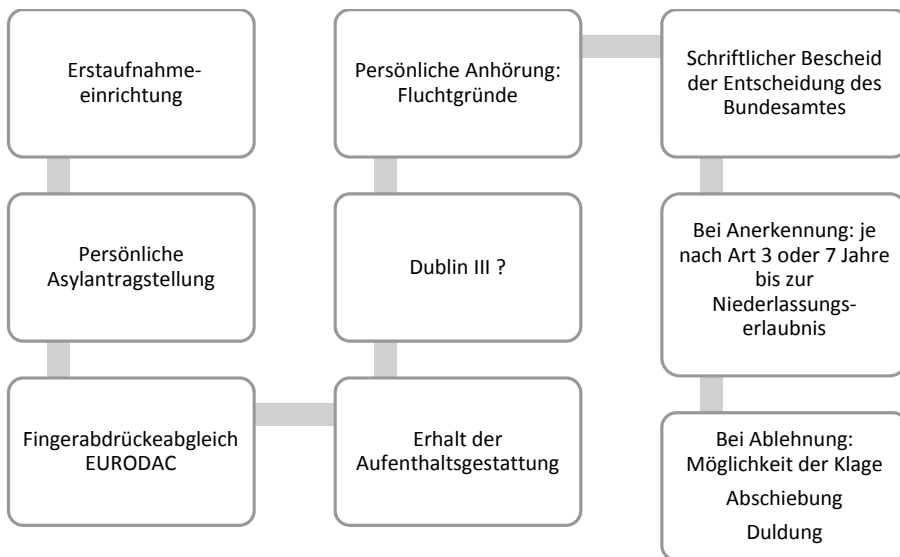 Erstaufnahme-
einrichtung
Persönliche
Asylantragstellung
Fingerabdrückeabgleich
EURODAC
Erhalt der
Aufenthaltsgestattung
Dublin III ?
Persönliche Anhörung:
Fluchtgründe
Schriftlicher Bescheid
der Entscheidung des
Bundesamtes
Bei Anerkennung: je
nach Art 3 oder 7 Jahre
bis zur
Niederlassungs-
erlaubnis
Bei Ablehnung:
Möglichkeit der Klage
Abschiebung
Duldung